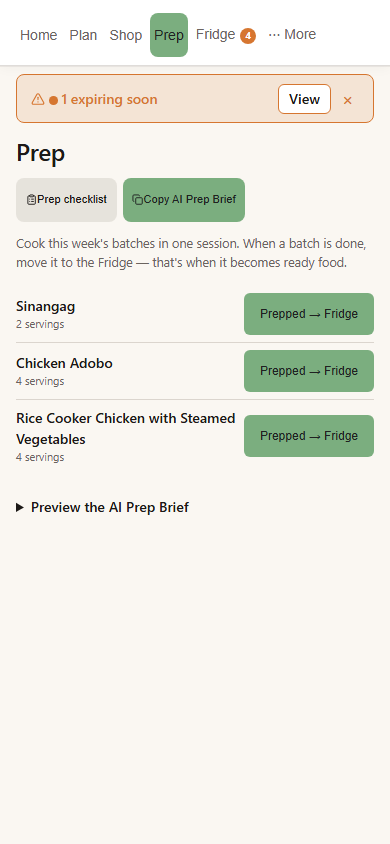 Home Plan Shop Prep Fridge 4 ··· More
1 expiring soon View ×
Prep
Prep checklist Copy AI Prep Brief
Cook this week's batches in one session. When a batch is done,
move it to the Fridge — that's when it becomes ready food.
Sinangag
2 servings
Prepped → Fridge
Chicken Adobo
4 servings
Prepped → Fridge
Rice Cooker Chicken with Steamed
Vegetables
4 servings
Prepped → Fridge
Preview the AI Prep Brief